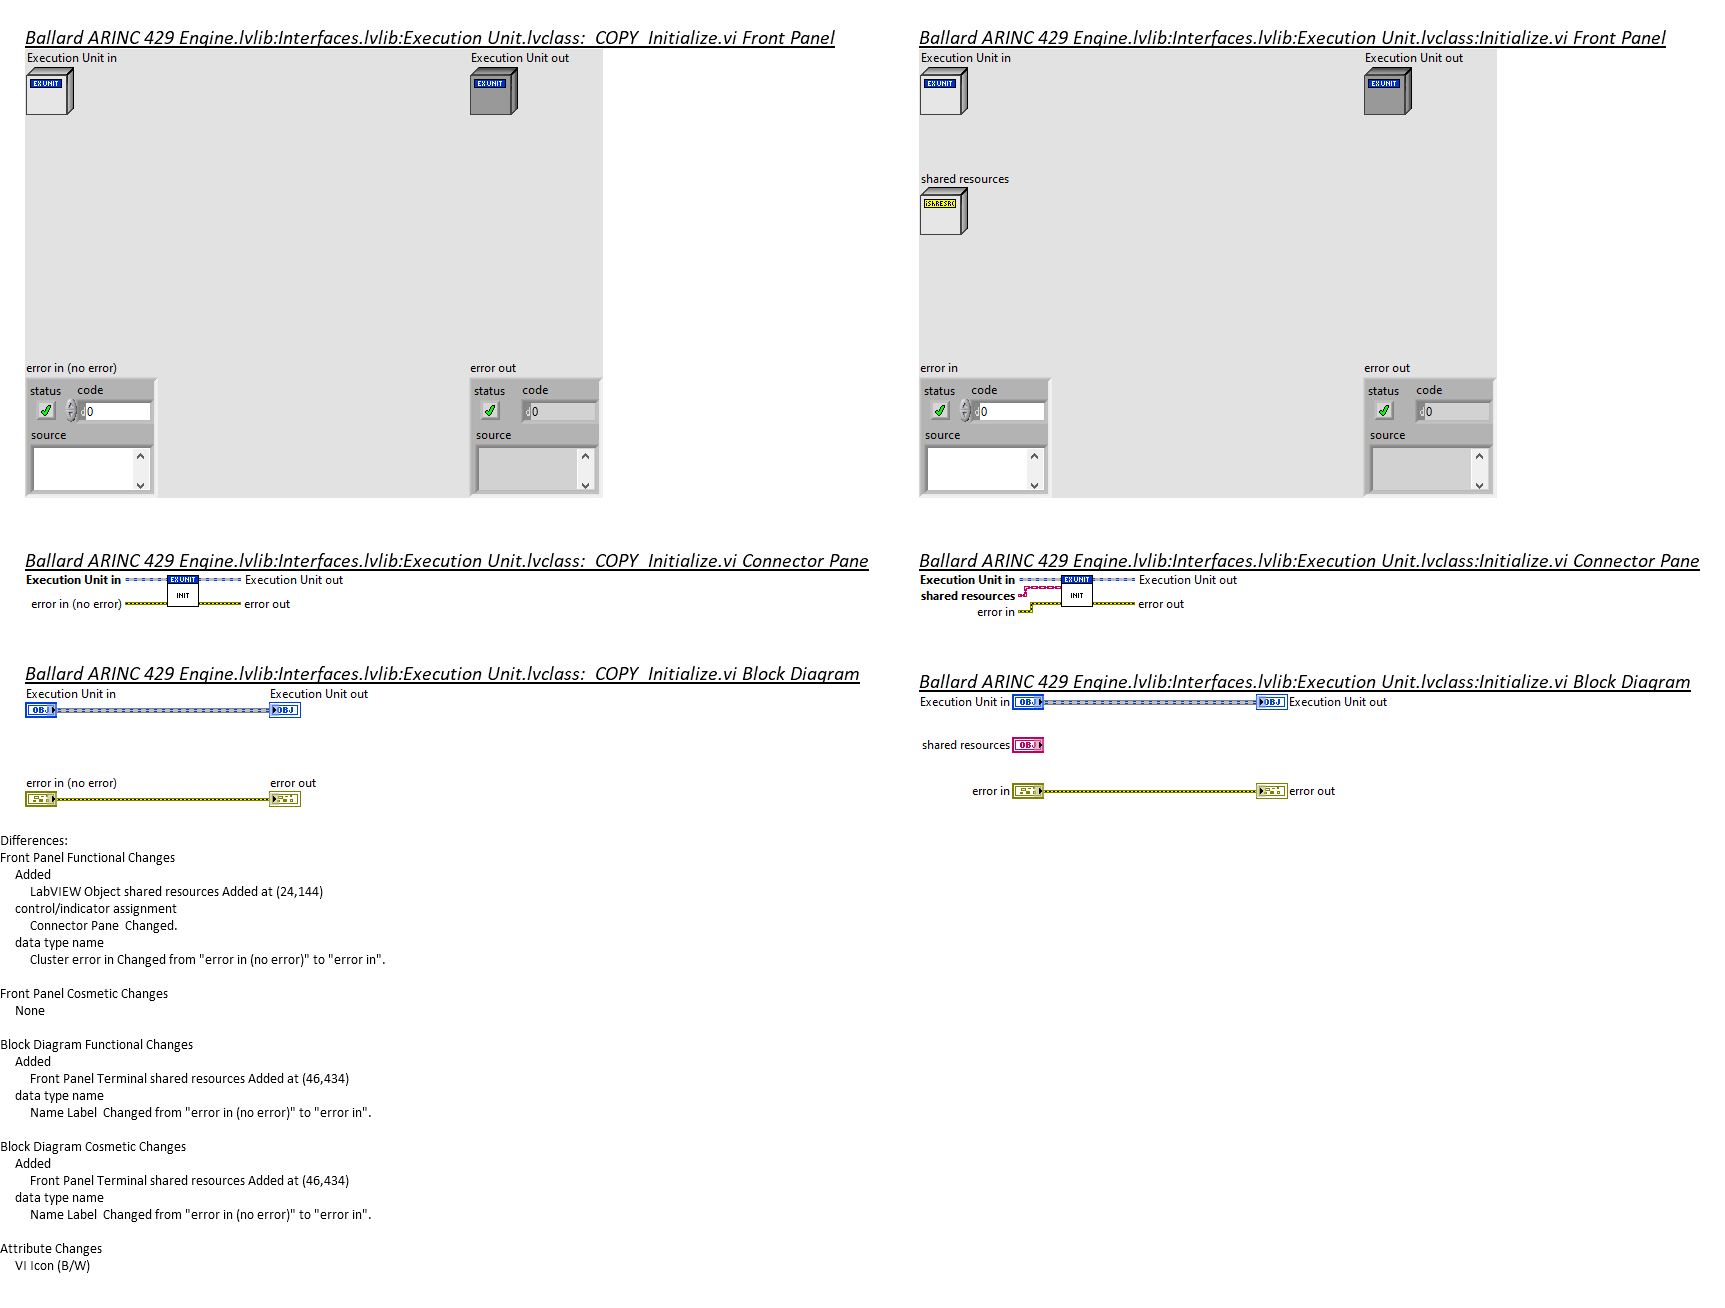 Ballard ARINC 429 Engine.lvlib:Interfaces.lvlib:Execution Unit.lvclass:_COPY_Initialize.vi Front Panel
Execution Unit in
Execution Unit out
EXUNIT
EXUNIT
error in (no error)
error out
status code
status code
d0
d0
source
source
Ballard ARINC 429 Engine.lvlib:Interfaces.lvlib:Execution Unit.lvclass:_COPY_Initialize.vi Connector Pane
Execution Unit in
EXUNIT
Execution Unit out
INIT
error in (no error)
error out
Ballard ARINC 429 Engine.lvlib:Interfaces.lvlib:Execution Unit.lvclass:_COPY_Initialize.vi Block Diagram
Execution Unit in
Execution Unit out
OBJ
OBJ
error in (no error)
error out
Ballard ARINC 429 Engine.lvlib:Interfaces.lvlib:Execution Unit.lvclass:Initialize.vi Front Panel
Execution Unit in
Execution Unit out
EXUNIT
EXUNIT
shared resources
iShRESRC
error in
error out
status code
status code
d0
d0
source
source
Ballard ARINC 429 Engine.lvlib:Interfaces.lvlib:Execution Unit.lvclass:Initialize.vi Connector Pane
Execution Unit in
EXUNIT
Execution Unit out
shared resources
INIT
error in
error out
Ballard ARINC 429 Engine.lvlib:Interfaces.lvlib:Execution Unit.lvclass:Initialize.vi Block Diagram
Execution Unit in
OBJ
OBJ
Execution Unit out
shared resources
OBJ
error in
error out
Differences:
Front Panel Functional Changes
Added
LabVIEW Object shared resources Added at (24,144)
control/indicator assignment
Connector Pane  Changed.
data type name
Cluster error in Changed from "error in (no error)" to "error in".
Front Panel Cosmetic Changes
None
Block Diagram Functional Changes
Added
Front Panel Terminal shared resources Added at (46,434)
data type name
Name Label  Changed from "error in (no error)" to "error in".
Block Diagram Cosmetic Changes
Added
Front Panel Terminal shared resources Added at (46,434)
data type name
Name Label  Changed from "error in (no error)" to "error in".
Attribute Changes
VI Icon (B/W)